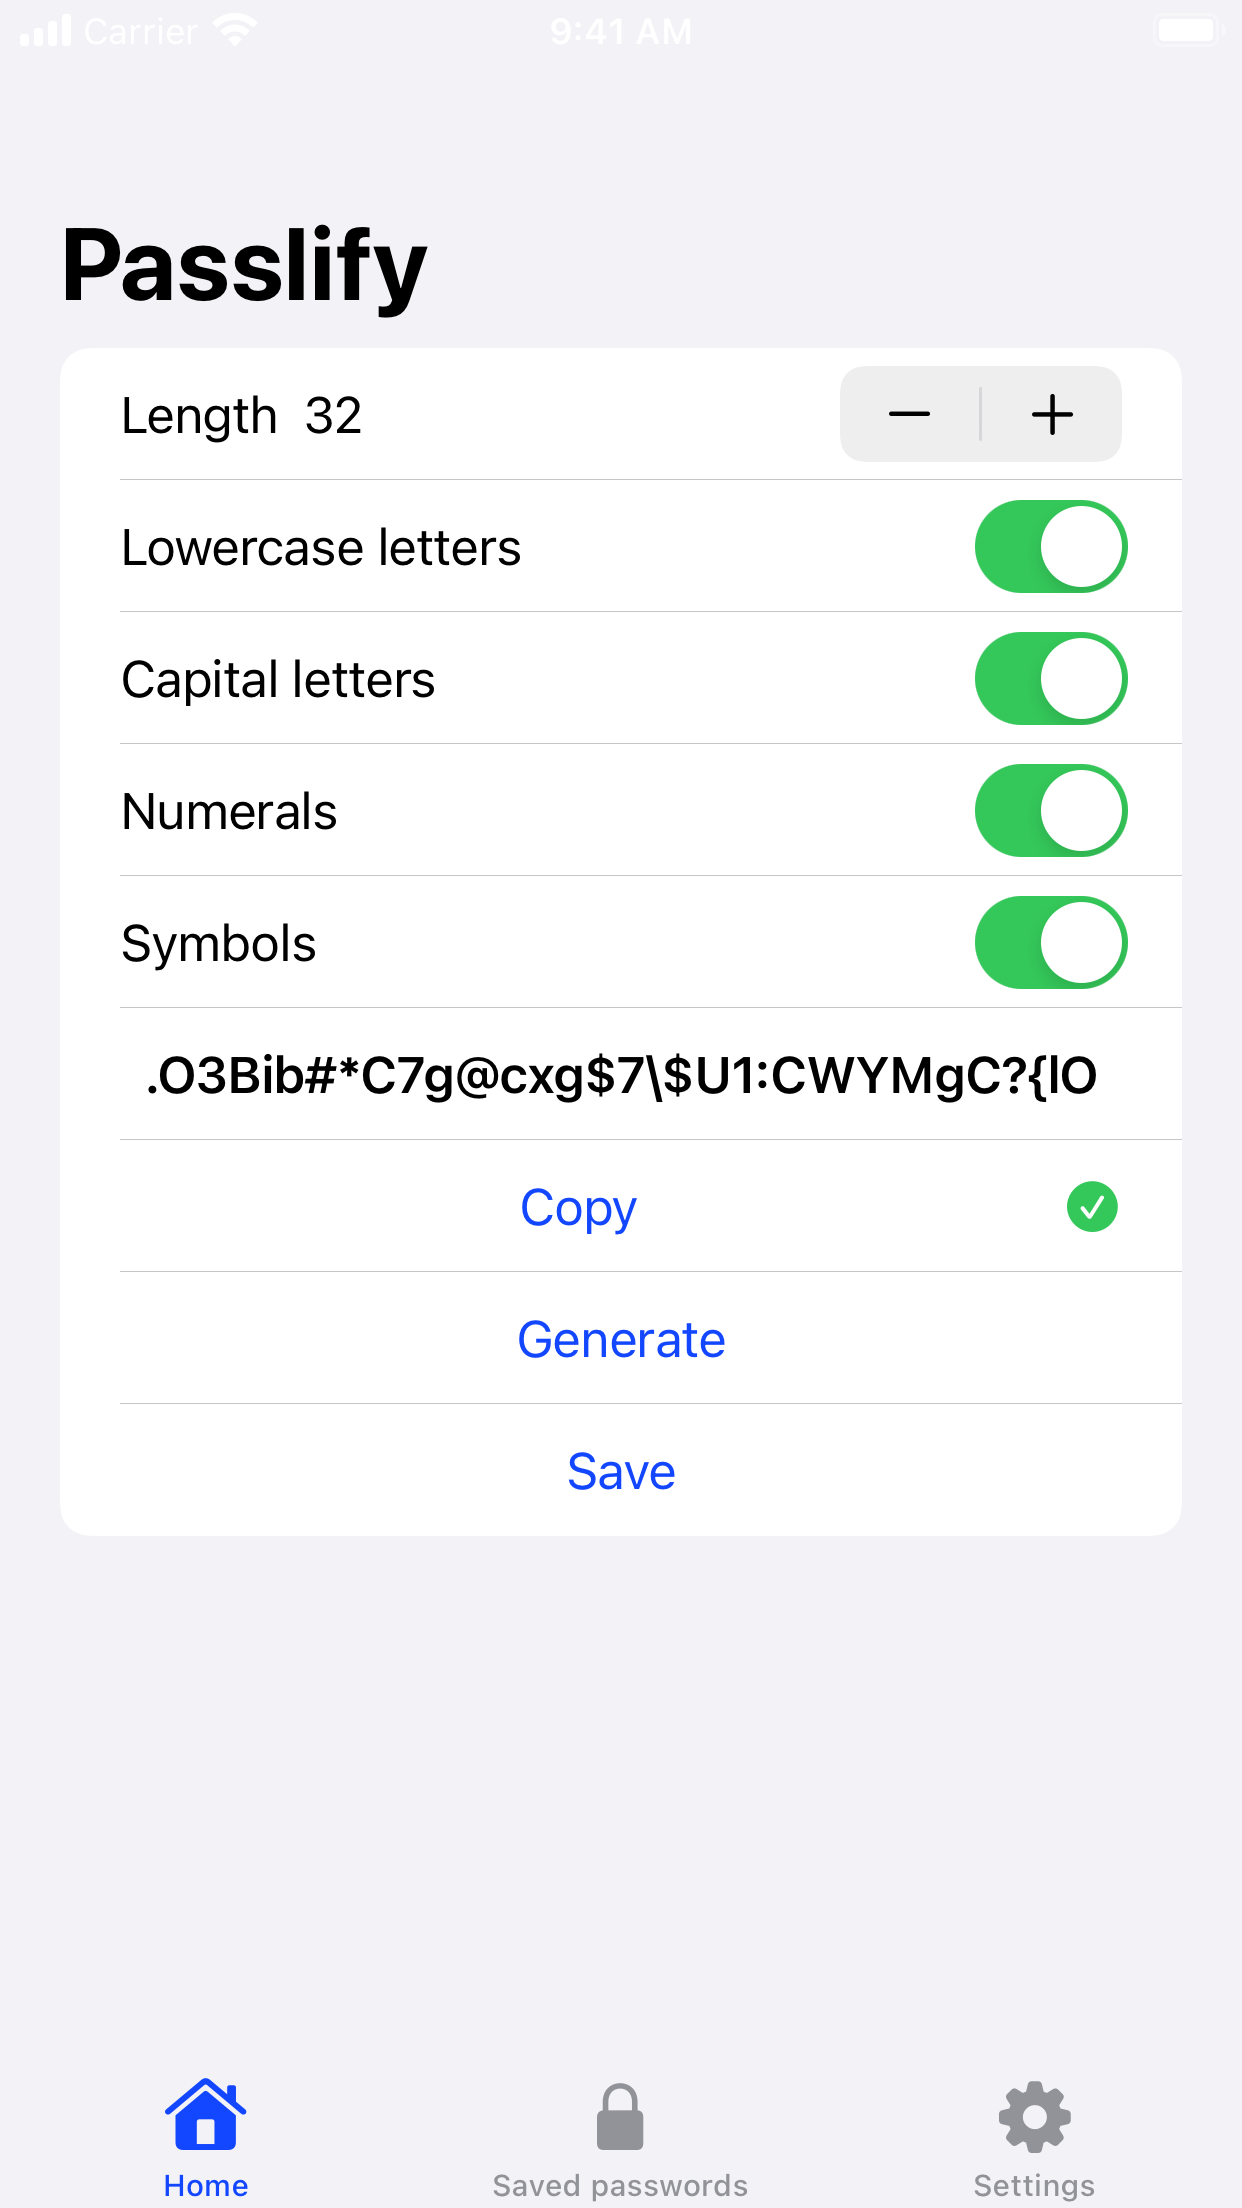 Carrier 9:41 AM
Passlify
Length 32
Lowercase letters
Capital letters
Numerals
Symbols
.O3Bib#*C7g@cxg$7\$U1:CWYMgC?{lO
Copy
Generate
Save
Home Saved passwords Settings